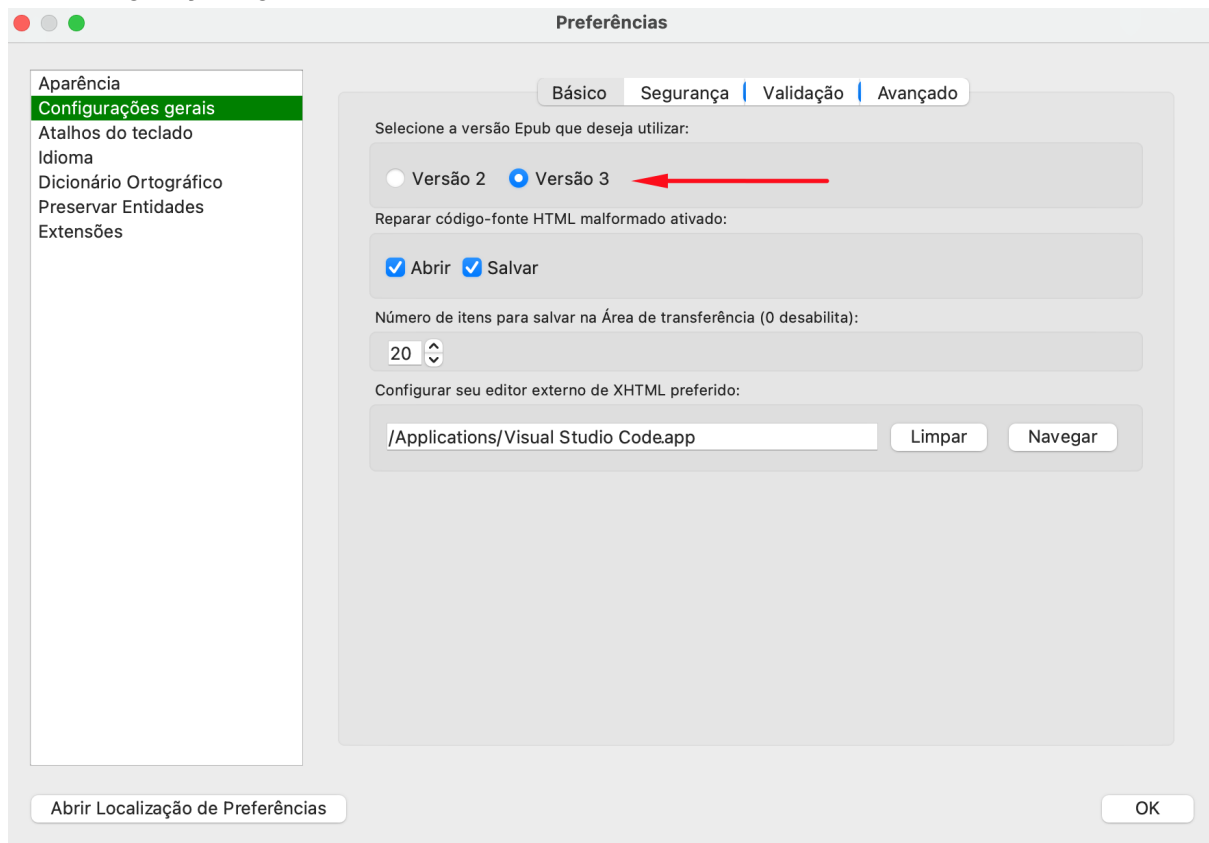 Preferências
Aparência
Configurações gerais
Atalhos do teclado
Idioma
Dicionário Ortográfico
Preservar Entidades
Extensões
Básico Segurança Validação Avançado
Selecione a versão Epub que deseja utilizar:
Versão 2 Versão 3
Reparar código-fonte HTML malformado ativado:
Abrir Salvar
Número de itens para salvar na Área de transferência (0 desabilita):
20
Configurar seu editor externo de XHTML preferido:
/Applications/Visual Studio Code.app Limpar Navegar
Abrir Localização de Preferências OK